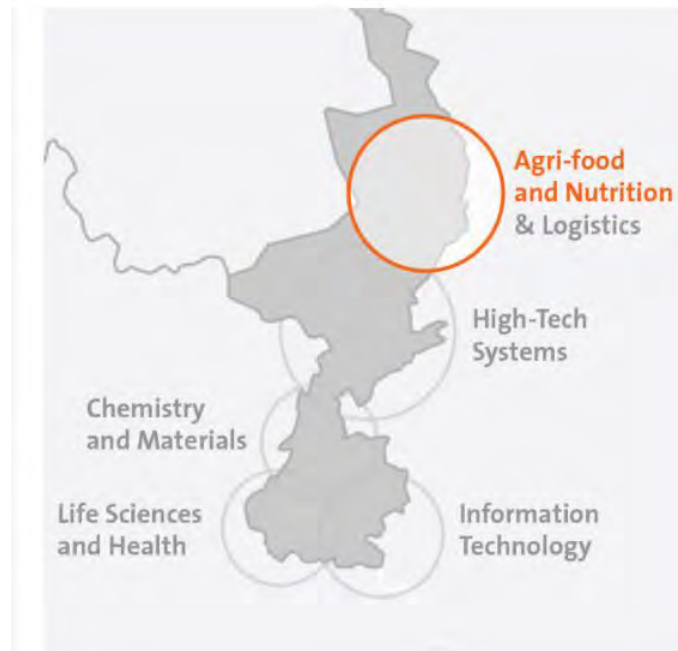 Agri-food
and Nutrition
& Logistics
High-Tech
Systems
Chemistry
and Materials
Life Sciences
and Health
Information
Technology